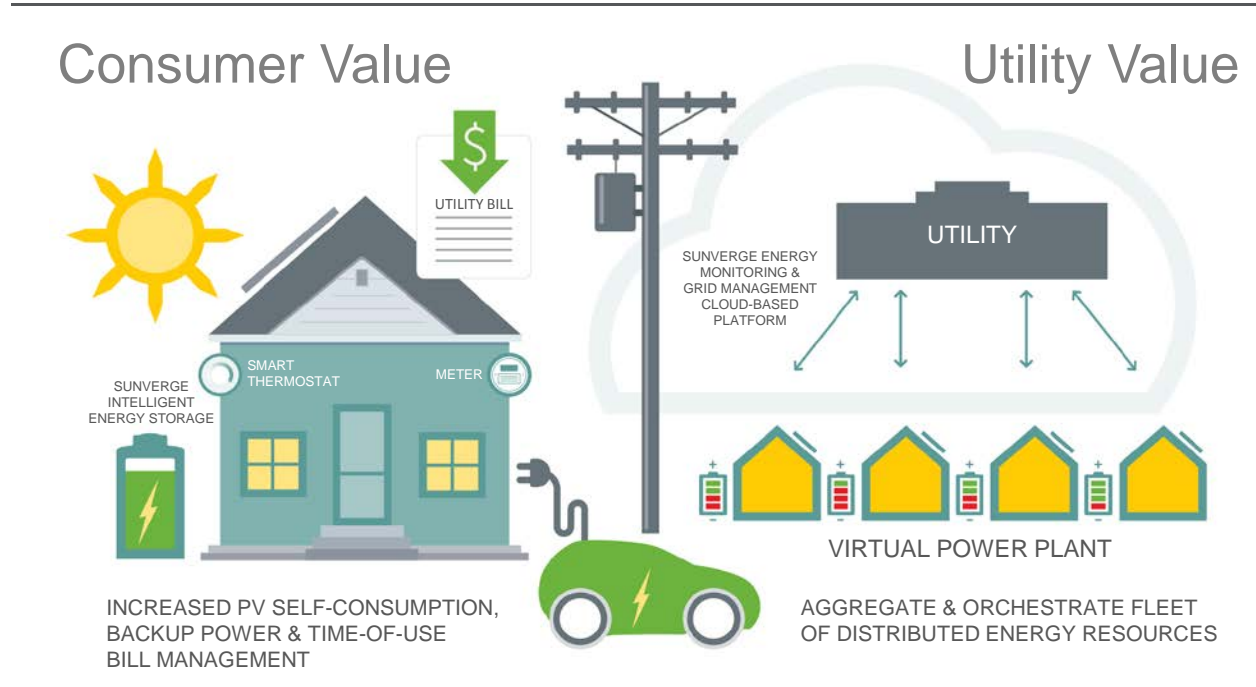 Consumer Value
Utility Value
$
UTILITY BILL
UTILITY
SUNVERGE ENERGY
MONITORING &
GRID MANAGEMENT
CLOUD-BASED
PLATFORM
SMART
THERMOSTAT
METER
SUNVERGE
INTELLIGENT
ENERGY STORAGE
+
-
+
-
+
-
+
-
VIRTUAL POWER PLANT
INCREASED PV SELF-CONSUMPTION,
BACKUP POWER & TIME-OF-USE
BILL MANAGEMENT
AGGREGATE & ORCHESTRATE FLEET
OF DISTRIBUTED ENERGY RESOURCES